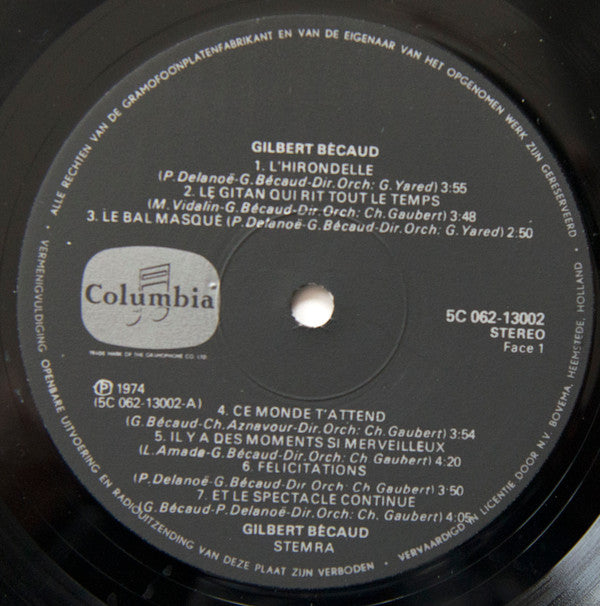 ALLE RECHTEN VAN DE GRAMOFOONPLATENFABRIKANT EN VAN DE EIGENAAR VAN HET OPGENOMEN WERK ZIJN GERESERVEERD
GILBERT BÈCAUD
1. L'HIRONDELLE
(P. Delanoë-G. Bécaud-Dir. Orch: G. Yared) 3:55
2. LE GITAN QUI RIT TOUT LE TEMPS
(M. Vidalin-G. Bécaud-Dir. Orch: Ch. Gaubert) 3:48
3. LE BAL MASQUÈ (P. Delanoë-G. Bécaud-Dir. Orch: G. Yared) 2:50
Columbia
TRADE MARK OF THE GRAMOPHONE CO. LTD.
5C 062-13002
STEREO
Face 1
Ⓟ 1974
(5C 062-13002-A)
4. CE MONDE T'ATTEND
(G. Bécaud-Ch. Aznavour-Dir. Orch: Ch. Gaubert) 3:54
5. IL Y A DES MOMENTS SI MERVEILLEUX
(L. Amade-G. Bécaud-Dir. Orch: Ch. Gaubert) 4:20
6. FELICITATIONS
(P. Delanoë-G. Bécaud-Dir. Orch: Ch. Gaubert) 3:50
7. ET LE SPECTACLE CONTINUE
(G. Bécaud-P. Delanoë-Dir. Orch: Ch. Gaubert) 4:05
GILBERT BÈCAUD
STEMRA
VERMENIGVULDIGING OPENBARE UITVOERING EN RADIOUITZENDING VAN DEZE PLAAT ZIJN VERBODEN • VERVAARDIGD IN LICENTIE DOOR N.V. BOVEMA, HEEMSTEDE, HOLLAND •